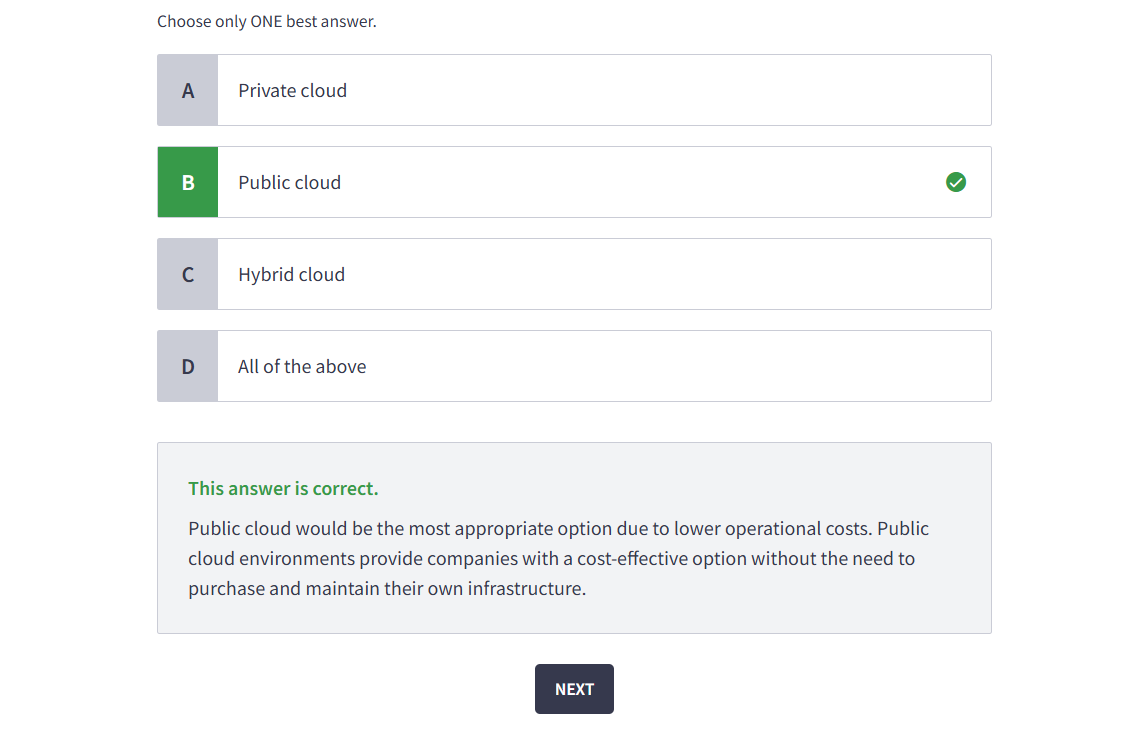 Choose only ONE best answer.
A Private cloud
B Public cloud
C Hybrid cloud
D All of the above
This answer is correct.
Public cloud would be the most appropriate option due to lower operational costs. Public
cloud environments provide companies with a cost-effective option without the need to
purchase and maintain their own infrastructure.
NEXT